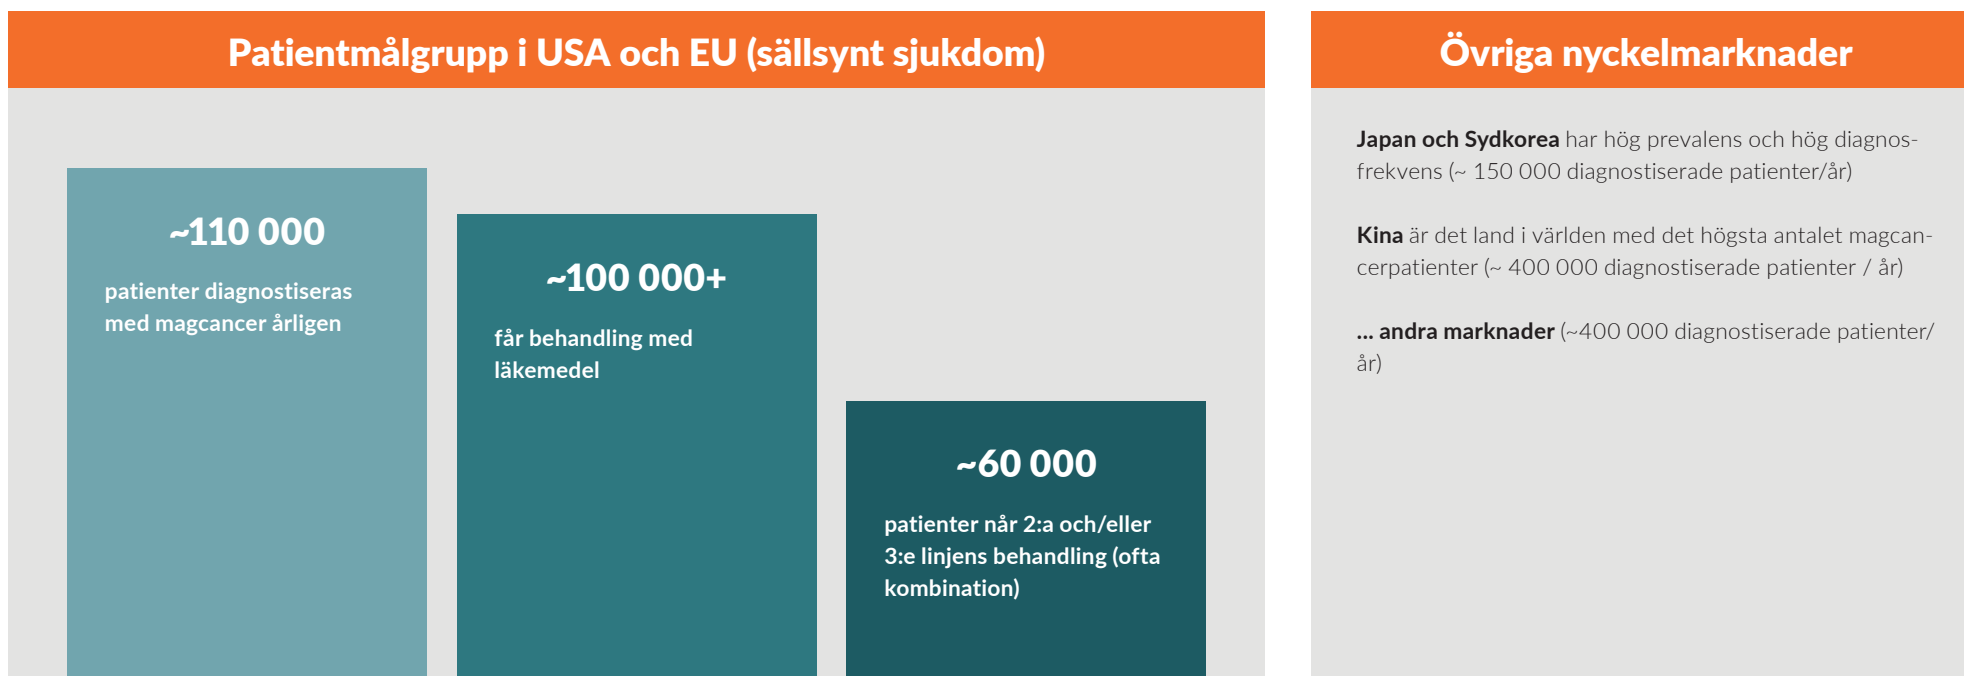 Patientmålgrupp i USA och EU (sällsynt sjukdom)
~110 000
patienter diagnostiseras
med magcancer årligen
~100 000+
får behandling med
läkemedel
~60 000
patienter når 2:a och/eller
3:e linjens behandling (ofta
kombination)
Övriga nyckelmarknader
Japan och Sydkorea har hög prevalens och hög diagnos-
frekvens (~ 150 000 diagnostiserade patienter/år)
Kina är det land i världen med det högsta antalet magcan-
cerpatienter (~ 400 000 diagnostiserade patienter / år)
... andra marknader (~400 000 diagnostiserade patienter/
år)